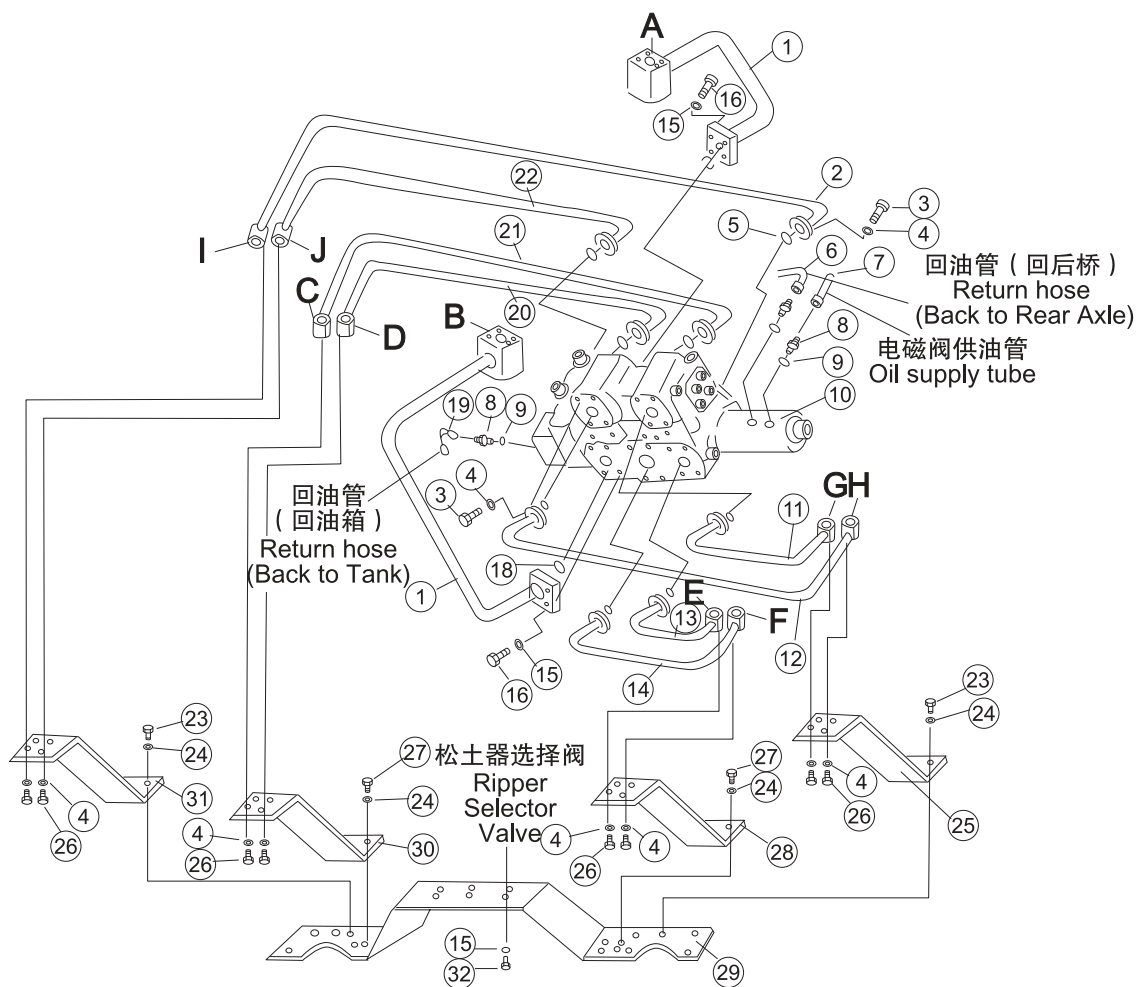 A
1
16
15
2
22
3
5
4
21
6
7
I
J
回油管（回后桥）
Return hose
(Back to Rear Axle)
C
B
20
D
8
电磁阀供油管
Oil supply tube
9
19
8
9
10
4
3
回油管
（回油箱）
Return hose
(Back to Tank)
G
H
11
18
1
E
13
F
12
15
16
14
23
24
23
24
27
松土器选择阀
Ripper
Selector
Valve
27
24
24
31
4
26
4
26
30
4
26
4
28
4
26
25
15
32
29